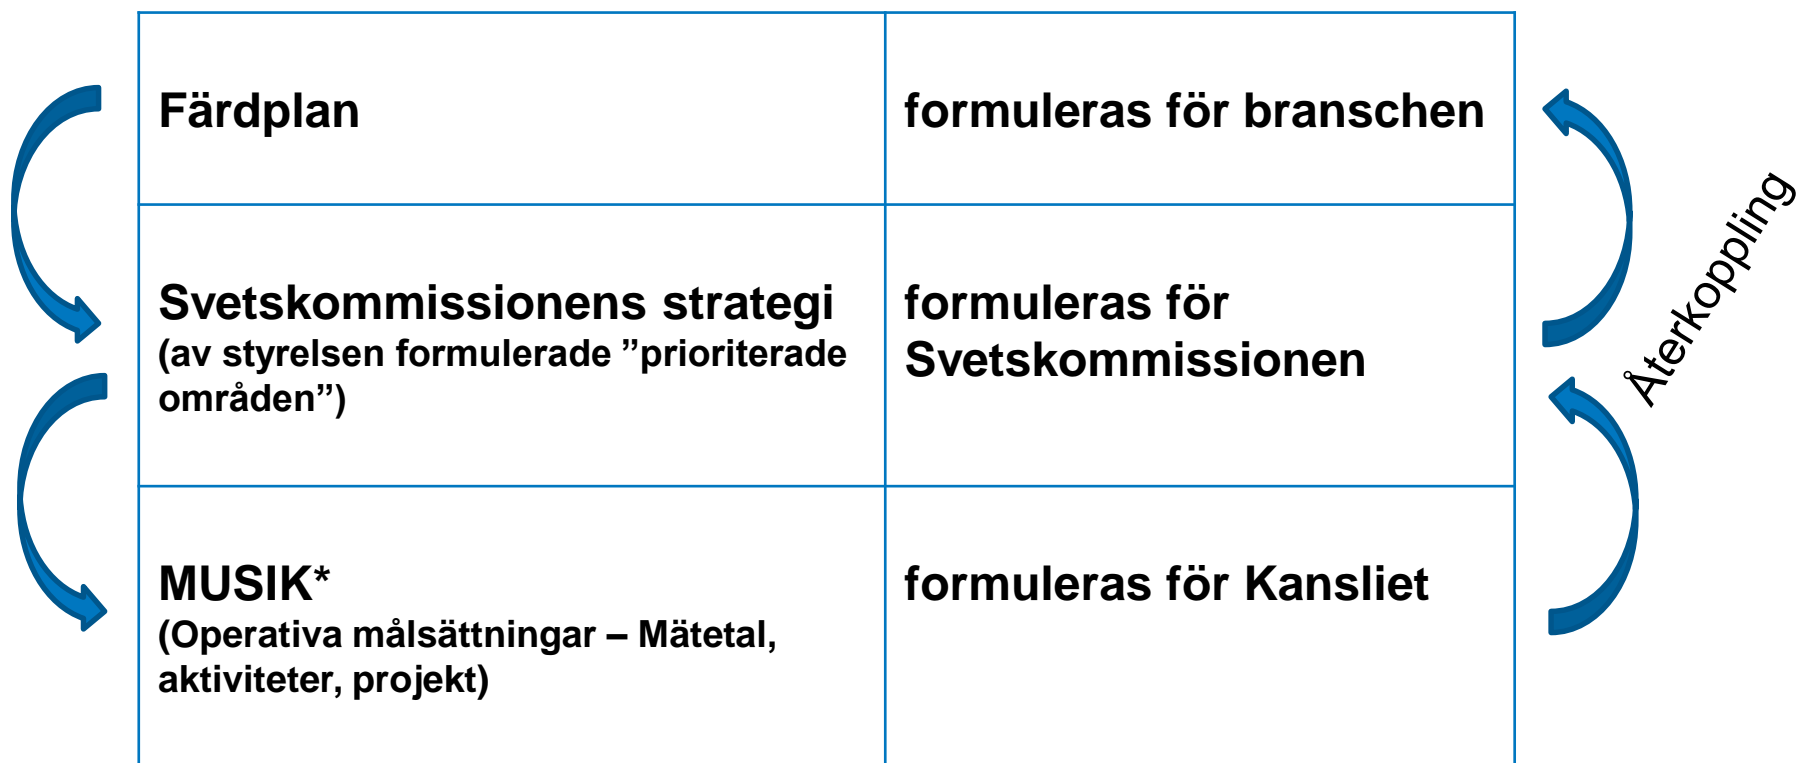 Färdplan
formuleras för branschen
Svetskommissionens strategi
(av styrelsen formulerade ”prioriterade
områden”)
formuleras för
Svetskommissionen
MUSIK*
(Operativa målsättningar – Mätetal,
aktiviteter, projekt)
formuleras för Kansliet
Återkoppling